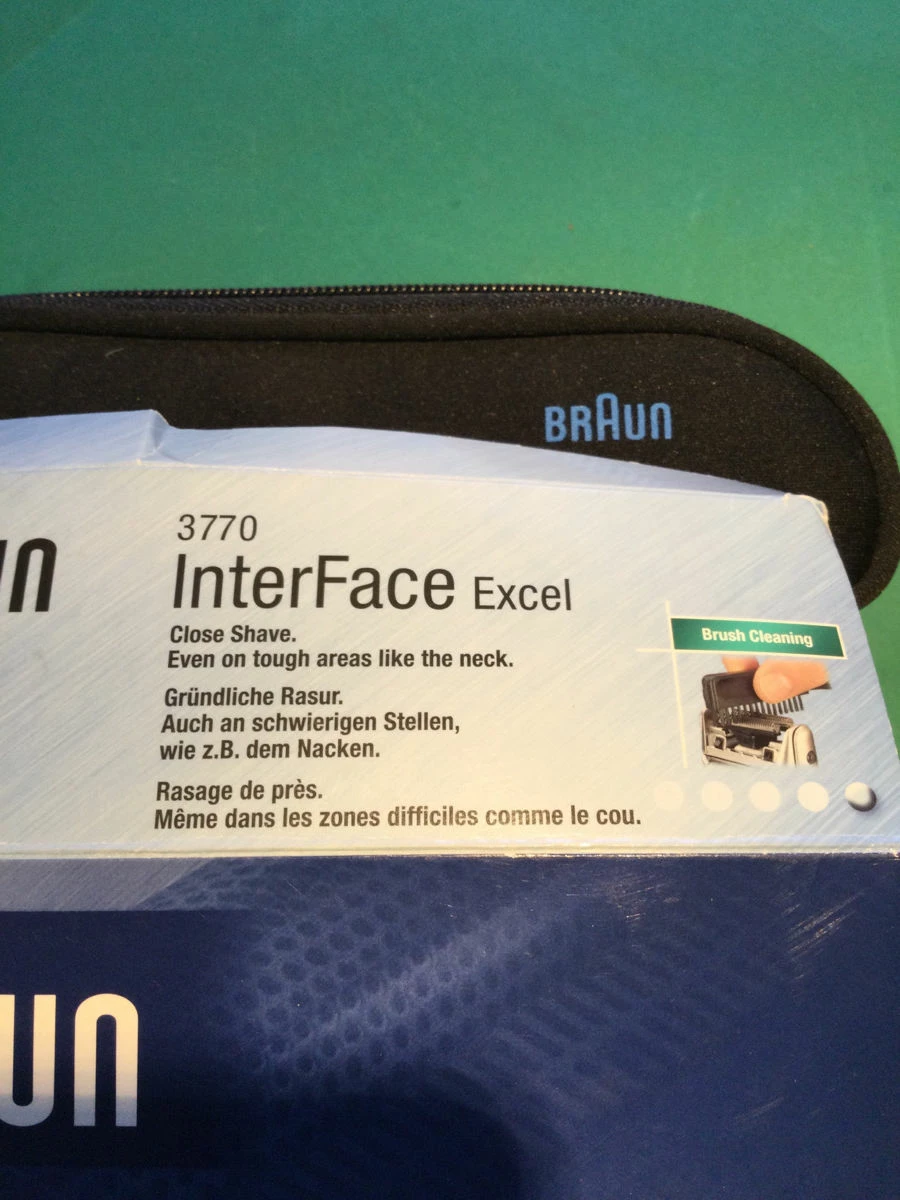 BRAUN
3770
InterFace Excel
Close Shave.
Even on tough areas like the neck.
Gründliche Rasur.
Auch an schwierigen Stellen,
wie z.B. dem Nacken.
Rasage de près.
Même dans les zones difficiles comme le cou.
Brush Cleaning
UN